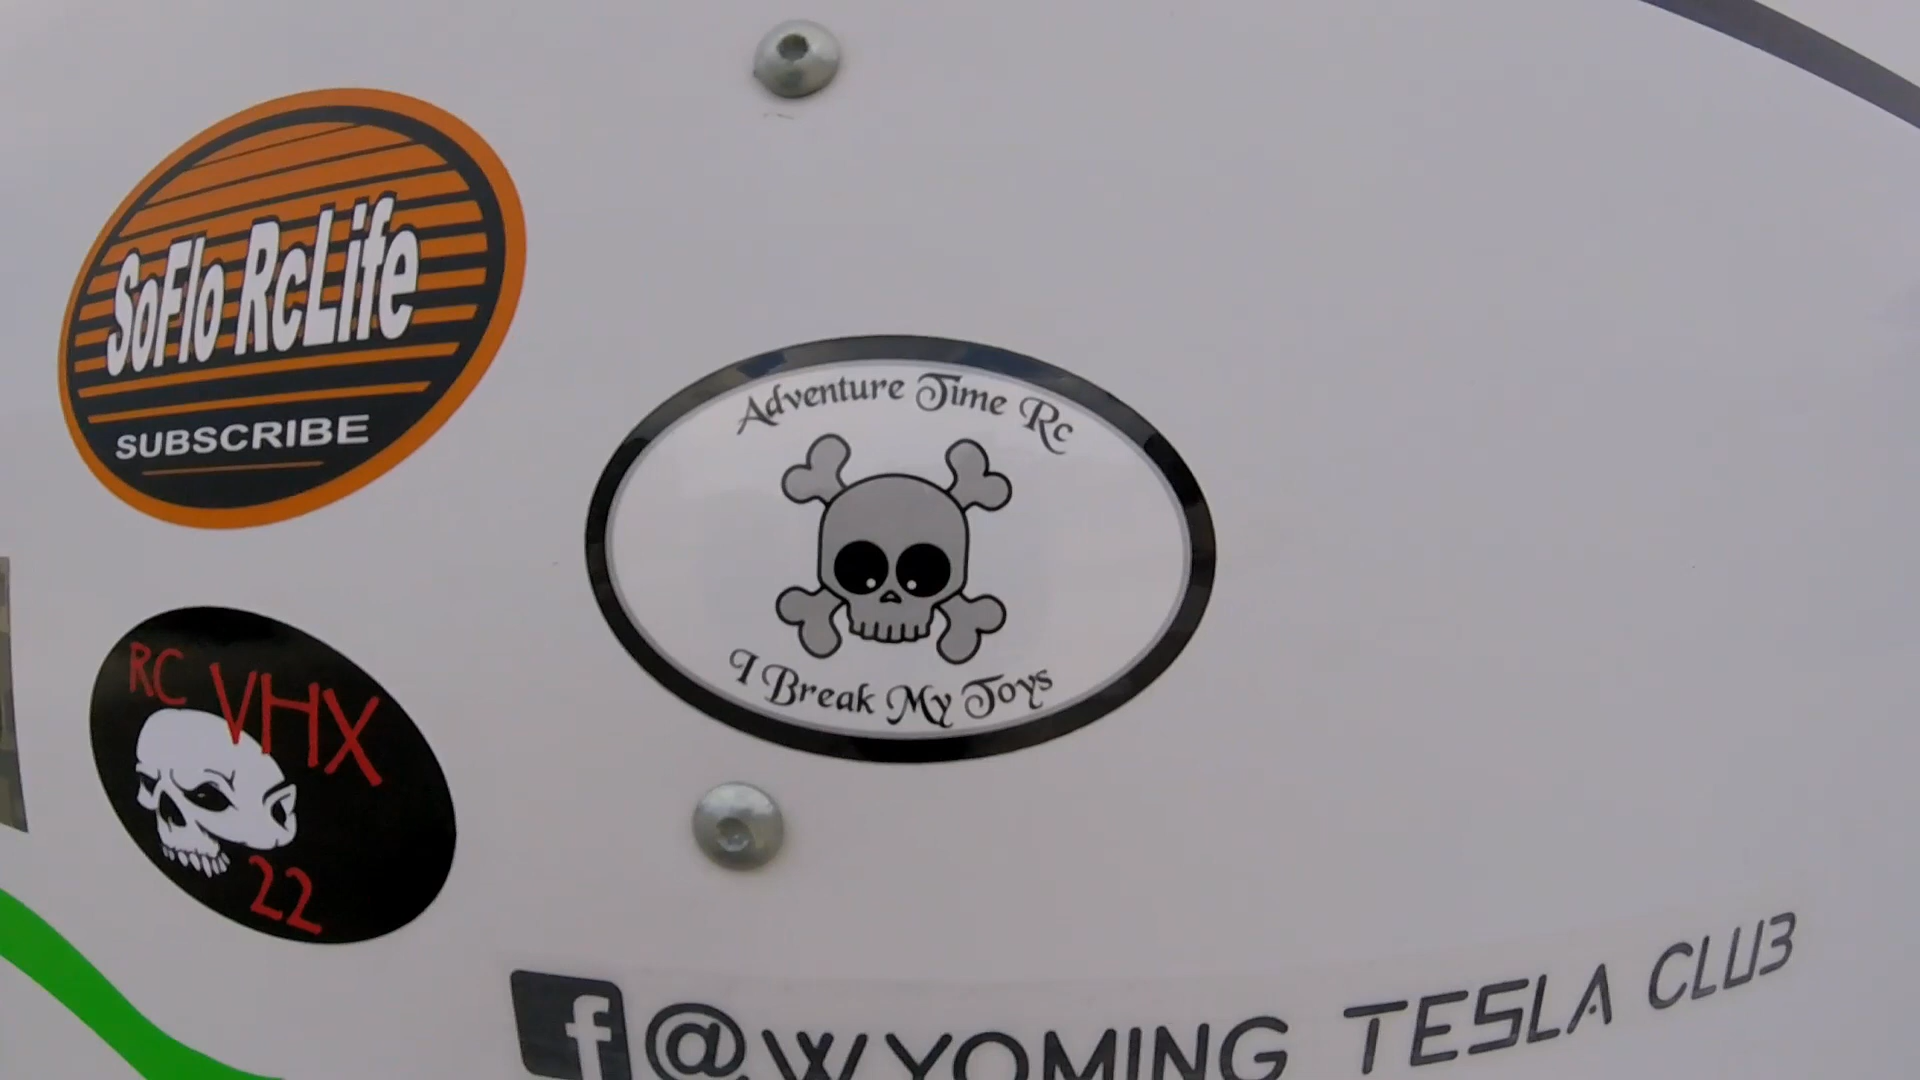 SoFlo RcLife
SUBSCRIBE
Adventure Time Rc
I Break My Toys
RC VHX
22
f @WYOMING TESLA CLUB